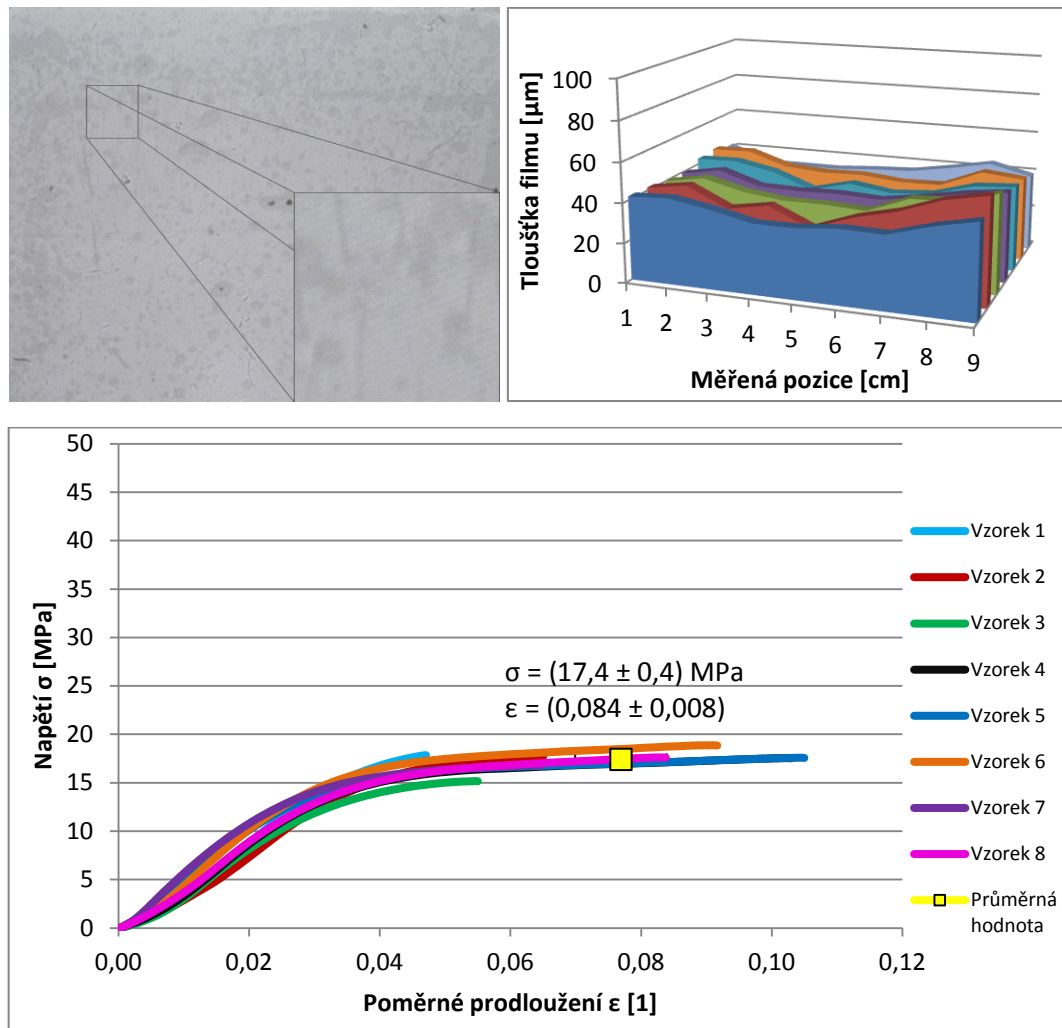 100
80
60
40
20
0
Tloušťka filmu [µm]
1 2 3 4 5 6 7 8 9
Měřená pozice [cm]
50
45
40
35
30
25
20
15
10
5
0
Napětí σ [MPa]
σ = (17,4 ± 0,4) MPa
ε = (0,084 ± 0,008)
0,00 0,02 0,04 0,06 0,08 0,10 0,12
Poměrné prodloužení ε [1]
Vzorek 1
Vzorek 2
Vzorek 3
Vzorek 4
Vzorek 5
Vzorek 6
Vzorek 7
Vzorek 8
Průměrná
hodnota